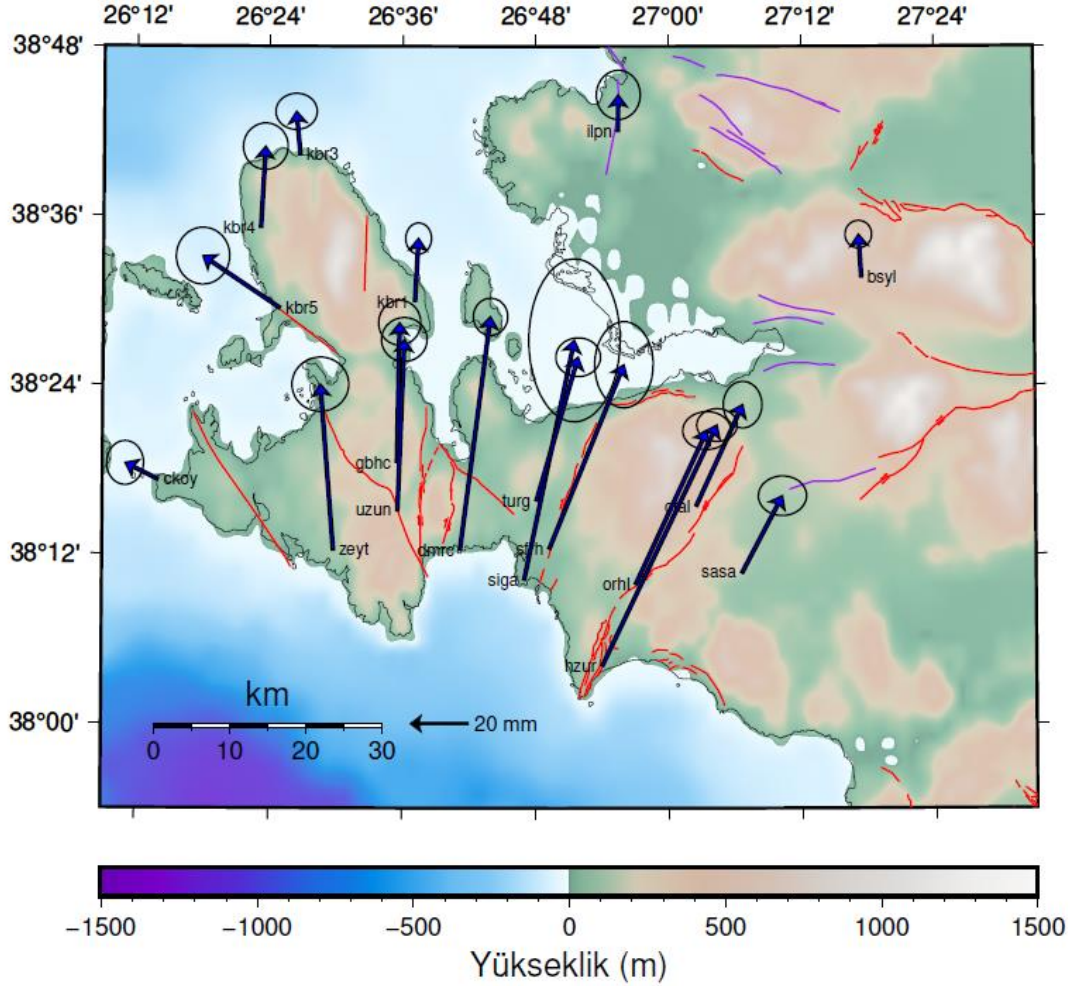 26°12' 26°24' 26°36' 26°48' 27°00' 27°12' 27°24'
38°48'
ilpn
kbr3
38°36'
kbr4
bsyl
kbr1
kbr5
38°24'
gbhc
ckoy
turg
uzun
38°12'
zeyt
dmrc
siga
orhl
sasa
hzur
km
38°00'
20 mm
0 10 20 30
−1500 −1000 −500 0 500 1000 1500
Yükseklik (m)